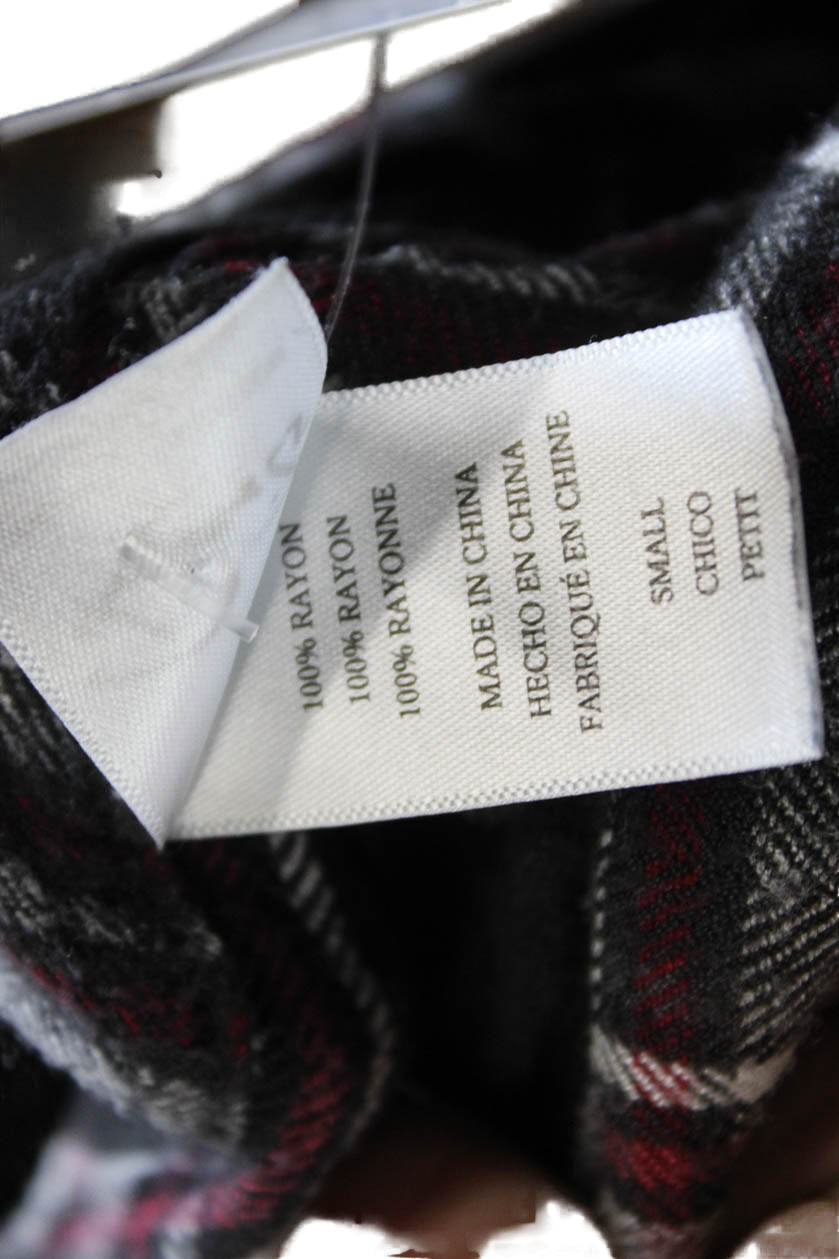 100% RAYON
100% RAYON
100% RAYONNE
MADE IN CHINA
HECHO EN CHINA
FABRIQUÉ EN CHINE
SMALL
CHICO
PETIT